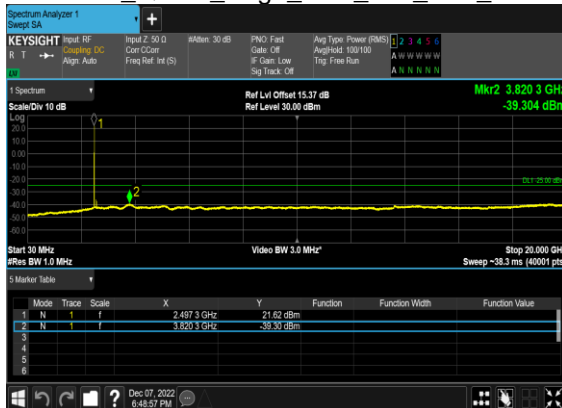 Spectrum Analyzer 1
Swept SA
+
KEYSIGHT Input: RF Input Z: 50 Ω #Atten: 30 dB PNO: Fast Avg Type: Power (RMS) 1 2 3 4 5 6
R T Coupling: DC Corr CCorr Gate: Off Avg|Hold: 100/100 A W W W W W
Align: Auto Freq Ref: Int (S) IF Gain: Low Trig: Free Run
LXI Sig Track: Off A N N N N N
1 Spectrum Ref Lvl Offset 15.37 dB Mkr2 3.820 3 GHz
Scale/Div 10 dB Ref Level 30.00 dBm -39.304 dBm
Log
20.0
10.0
0.00
-10.0
-20.0
-30.0
-40.0
-50.0
-60.0
1
2
DL1 -25.00 dBm
Start 30 MHz Video BW 3.0 MHz* Stop 20.000 GH
#Res BW 1.0 MHz Sweep ~38.3 ms (40001 pts
5 Marker Table
Mode Trace Scale X Y Function Function Width Function Value
1 N 1 f 2.497 3 GHz 21.62 dBm
2 N 1 f 3.820 3 GHz -39.30 dBm
3
4
5
6
? Dec 07, 2022
6:48:57 PM